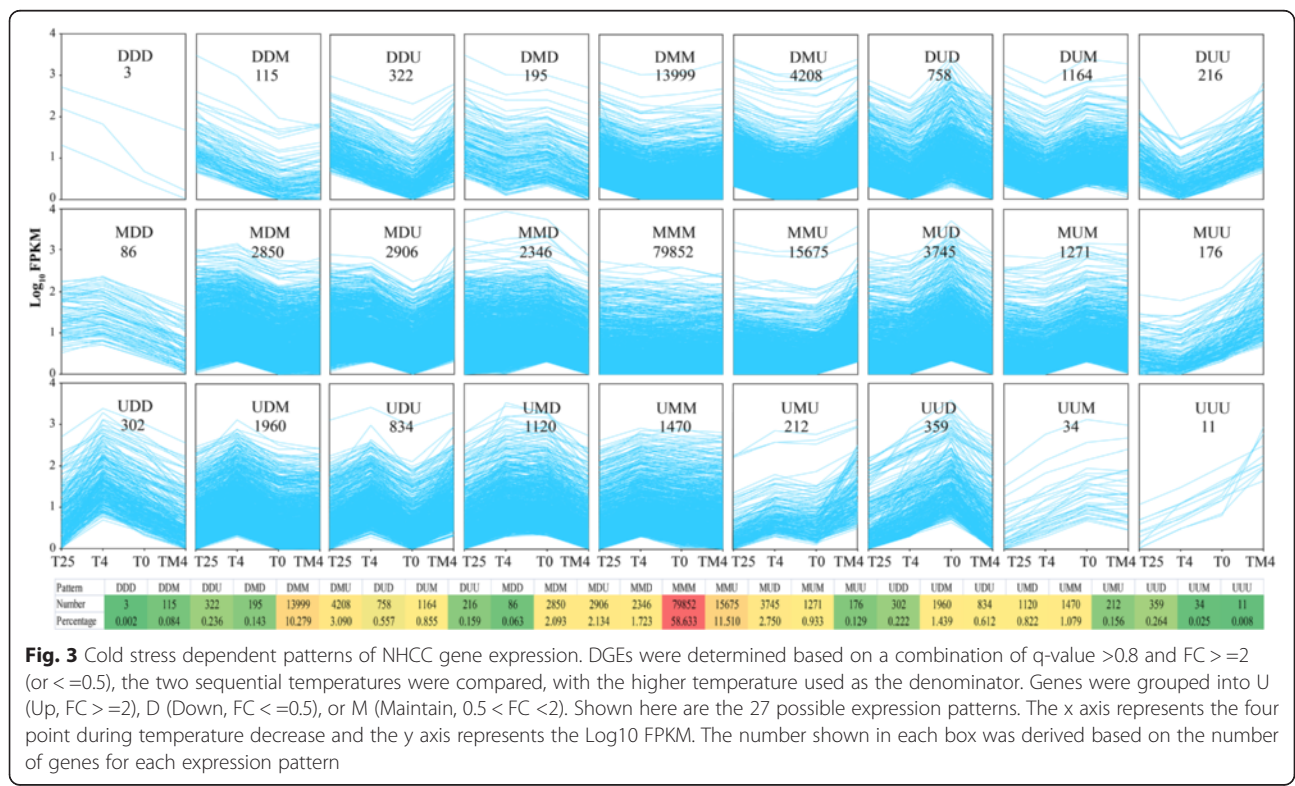 4 DDD DDM DDU DMD DMM DMU DUD DUM DUU
3 115 322 195 13999 4208 758 1164 216
3
2
1
0
4
MDD MDM MDU MMD MMM MMU MUD MUM MUU
86 2850 2906 2346 79852 15675 3745 1271 176
3
2
1
0
Log10 FPKM
4
UDD UDM UDU UMD UMM UMU UUD UUM UUU
302 1960 834 1120 1470 212 359 34 11
3
2
1
0
T25 T4 T0 TM4 T25 T4 T0 TM4 T25 T4 T0 TM4 T25 T4 T0 TM4 T25 T4 T0 TM4 T25 T4 T0 TM4 T25 T4 T0 TM4 T25 T4 T0 TM4 T25 T4 T0 TM4
Pattern DDD DDM DDU DMD DMM DMU DUD DUM DUU MDD MDM MDU MMD MMM MMU MUD MUM MUU UDD UDM UDU UMD UMM UMU UUD UUM UUU
Number 3 115 322 195 13999 4208 758 1164 216 86 2850 2906 2346 79852 15675 3745 1271 176 302 1960 834 1120 1470 212 359 34 11
Percentage 0.002 0.084 0.236 0.143 10.279 3.090 0.557 0.855 0.159 0.063 2.093 2.134 1.723 58.633 11.510 2.750 0.933 0.129 0.222 1.439 0.612 0.822 1.079 0.156 0.264 0.025 0.008
Fig. 3 Cold stress dependent patterns of NHCC gene expression. DGEs were determined based on a combination of q-value >0.8 and FC > =2
(or < =0.5), the two sequential temperatures were compared, with the higher temperature used as the denominator. Genes were grouped into U
(Up, FC > =2), D (Down, FC < =0.5), or M (Maintain, 0.5 < FC <2). Shown here are the 27 possible expression patterns. The x axis represents the four
point during temperature decrease and the y axis represents the Log10 FPKM. The number shown in each box was derived based on the number
of genes for each expression pattern